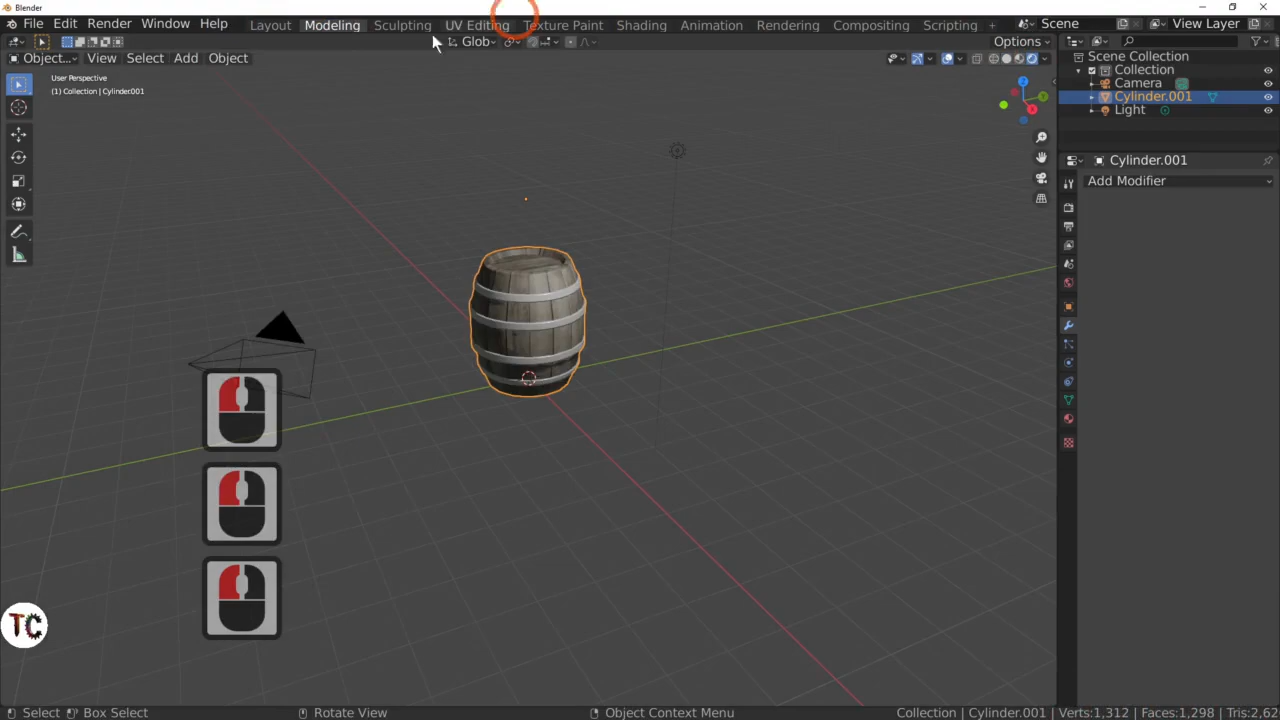 Blender
File Edit Render Window Help
Layout Modeling Sculpting UV Editing Texture Paint Shading Animation Rendering Compositing Scripting +
Scene
View Layer
Glob
Options
Object... View Select Add Object
User Perspective
(1) Collection | Cylinder001
Scene Collection
Collection
Camera
Cylinder.001
Light
Cylinder.001
Add Modifier
TC
Select Box Select Rotate View Object Context Menu Collection | Cylinder.001 | Verts:1,312 | Faces:1,298 | Tris:2,62